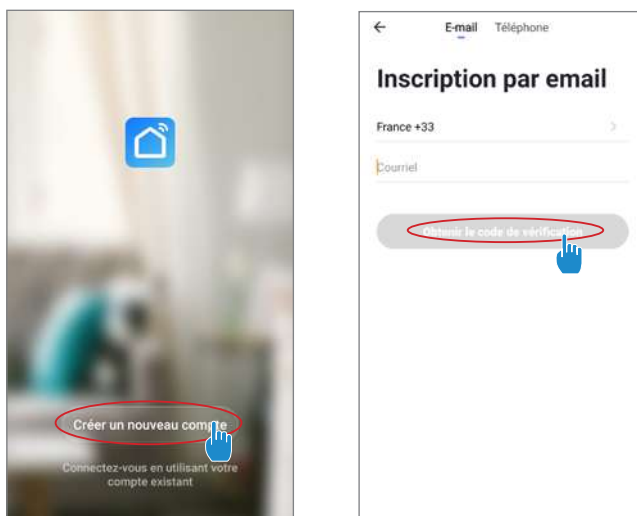 Créer un nouveau compte
Connectez-vous en utilisant votre
compte existant
E-mail Téléphone
Inscription par email
France +33
Courriel
Obtenir le code de vérification